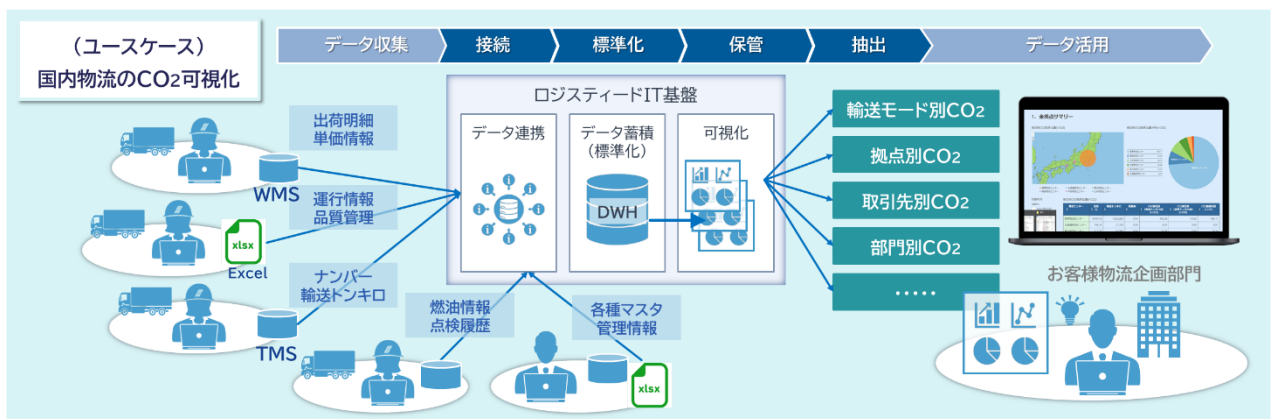 (ユースケース)
国内物流のCO2可視化
データ収集
接続
標準化
保管
抽出
データ活用
出荷明細
単価情報
WMS
運行情報
品質管理
xlsx
Excel
ナンバー
輸送トンキロ
TMS
燃油情報
点検履歴
各種マスタ
管理情報
xlsx
ロジスティードIT基盤
データ連携
データ蓄積
(標準化)
DWH
可視化
輸送モード別CO2
拠点別CO2
取引先別CO2
部門別CO2
・・・・・
お客様物流企画部門